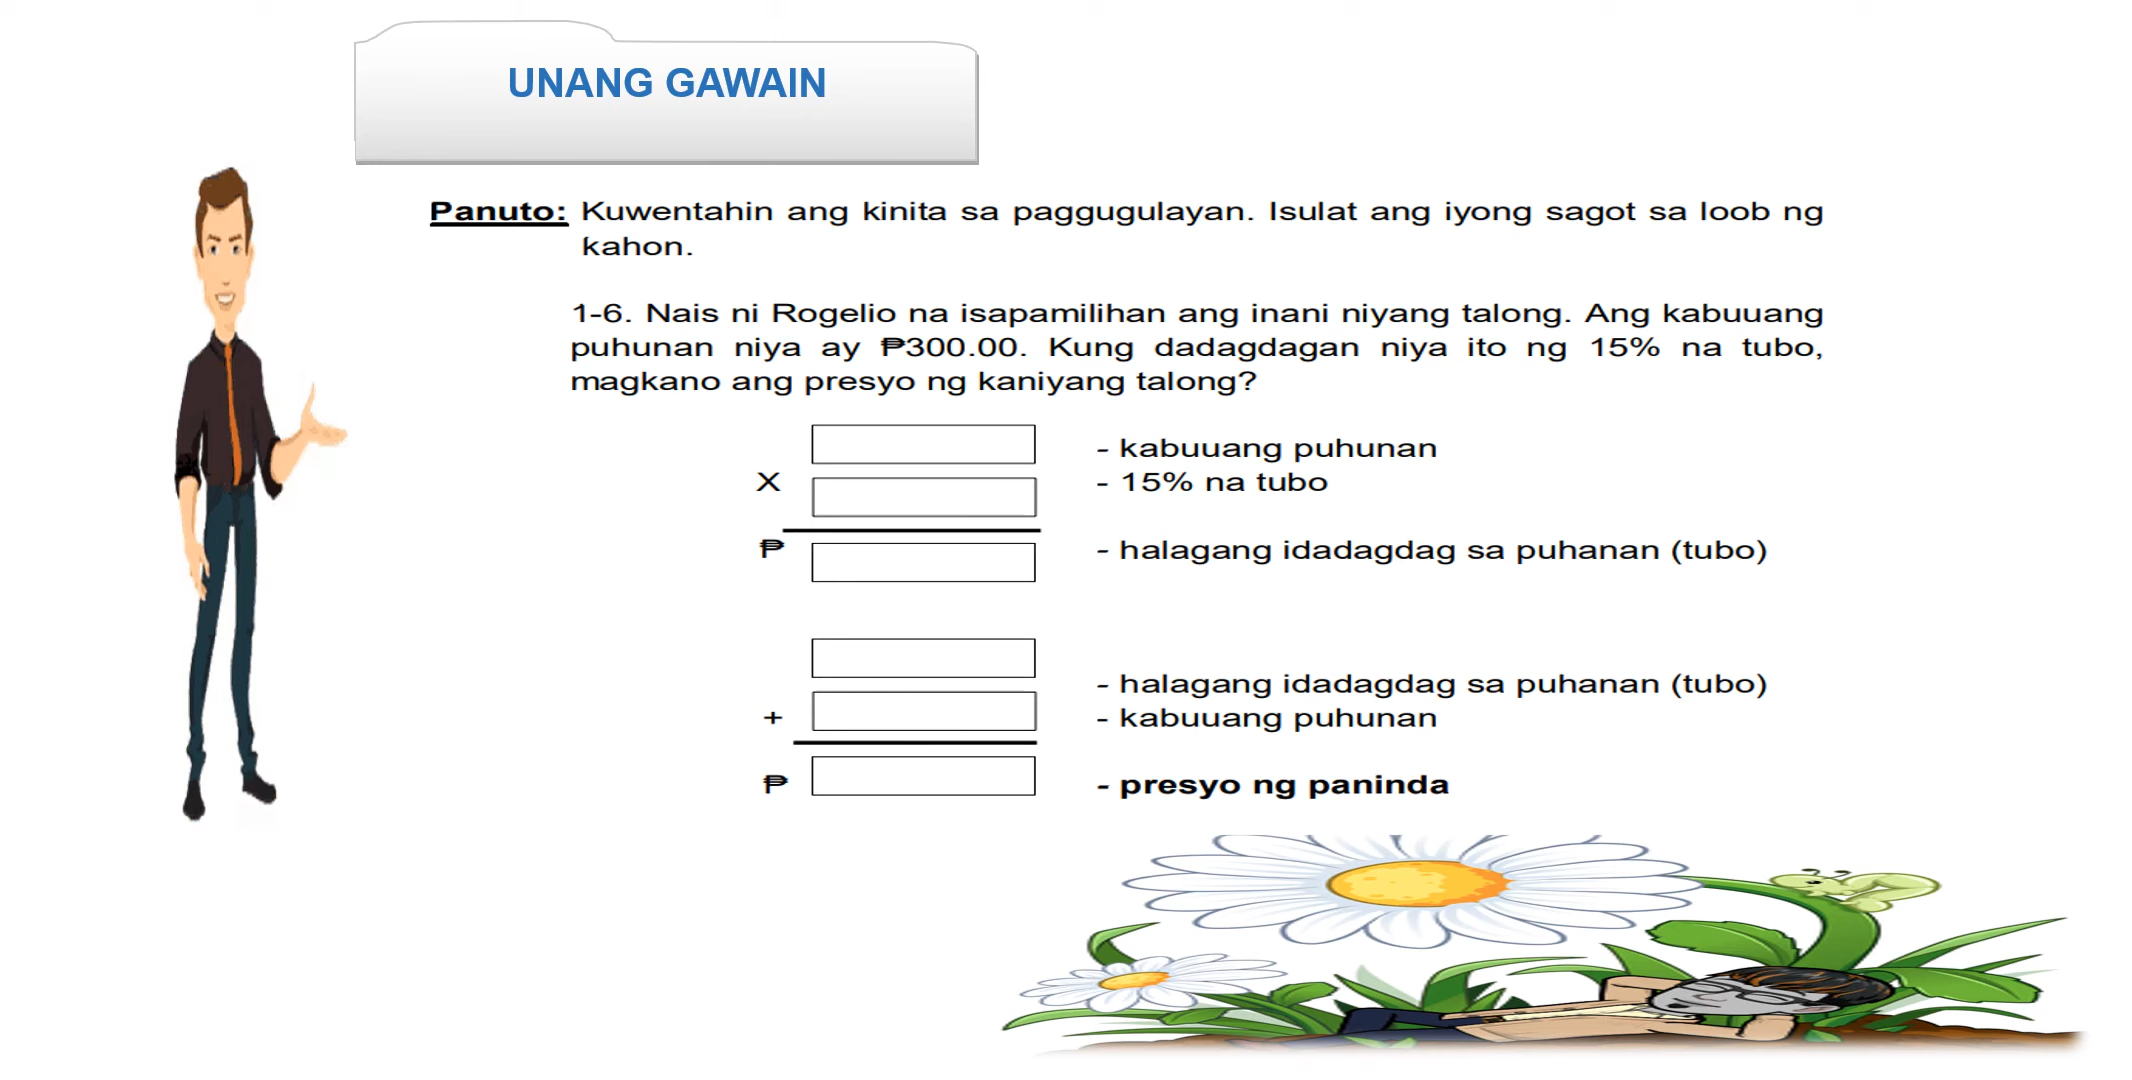 UNANG GAWAIN
Panuto: Kuwentahin ang kinita sa paggugulayan. Isulat ang iyong sagot sa loob ng
kahon.
1-6. Nais ni Rogelio na isapamilihan ang inani niyang talong. Ang kabuuang
puhunan niya ay ₱300.00. Kung dadagdagan niya ito ng 15% na tubo,
magkano ang presyo ng kaniyang talong?
- kabuuang puhunan
X - 15% na tubo
₱ - halagang idadagdag sa puhanan (tubo)
- halagang idadagdag sa puhanan (tubo)
+ - kabuuang puhunan
₱ - presyo ng paninda